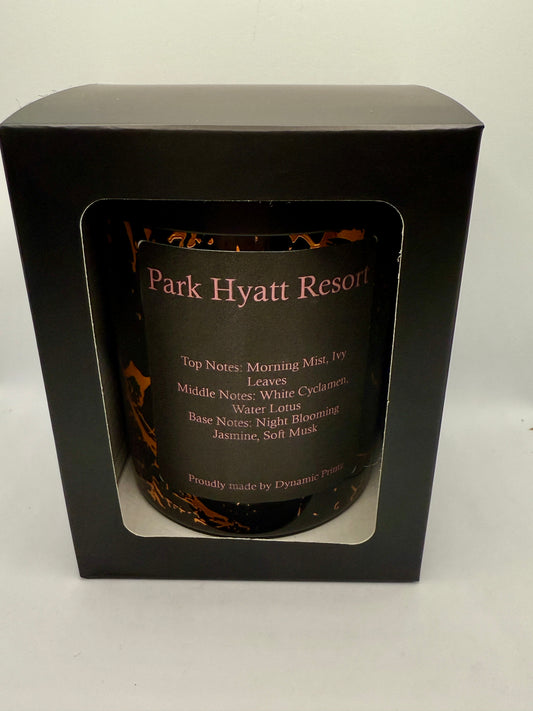 Park Hyatt Resort
Top Notes: Morning Mist, Ivy
Leaves
Middle Notes: White Cyclamen,
Water Lotus
Base Notes: Night Blooming
Jasmine, Soft Musk
Proudly made by Dynamic Printz